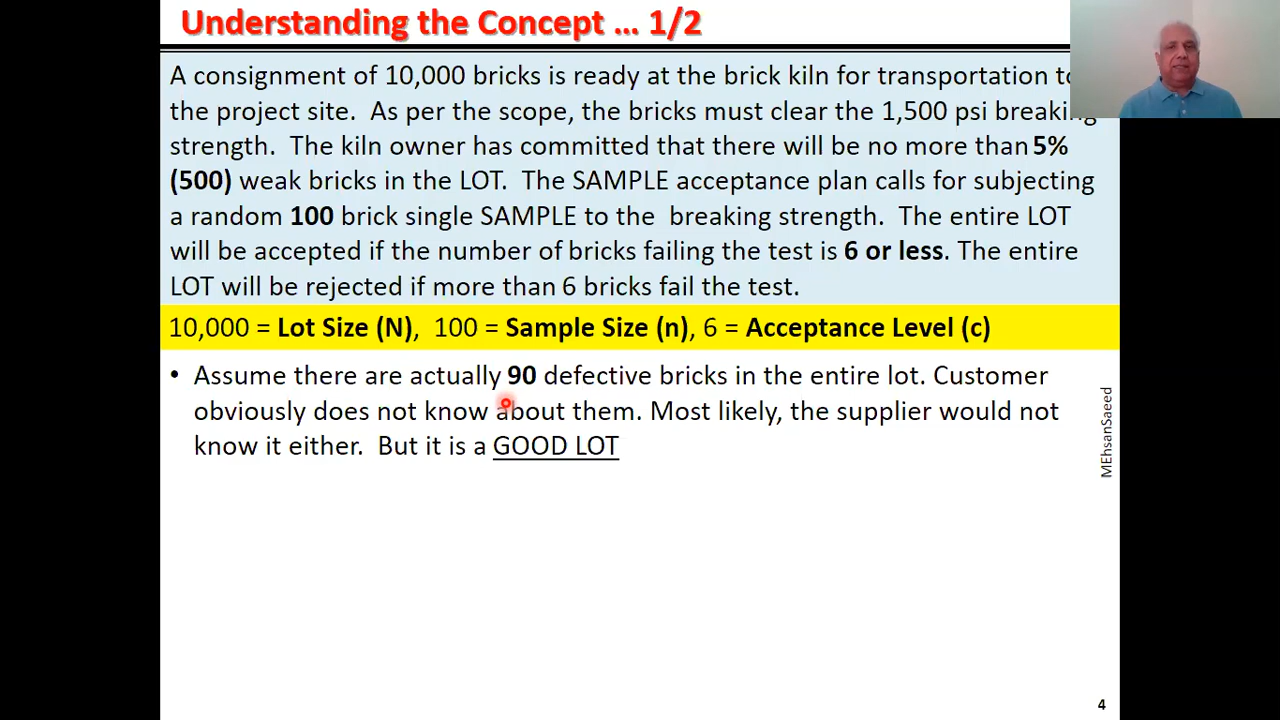 Understanding the Concept … 1/2
A consignment of 10,000 bricks is ready at the brick kiln for transportation to
the project site. As per the scope, the bricks must clear the 1,500 psi breaking
strength. The kiln owner has committed that there will be no more than 5%
(500) weak bricks in the LOT. The SAMPLE acceptance plan calls for subjecting
a random 100 brick single SAMPLE to the breaking strength. The entire LOT
will be accepted if the number of bricks failing the test is 6 or less. The entire
LOT will be rejected if more than 6 bricks fail the test.
10,000 = Lot Size (N), 100 = Sample Size (n), 6 = Acceptance Level (c)
• Assume there are actually 90 defective bricks in the entire lot. Customer
obviously does not know about them. Most likely, the supplier would not
know it either. But it is a GOOD LOT
MEhsanSaeed
4